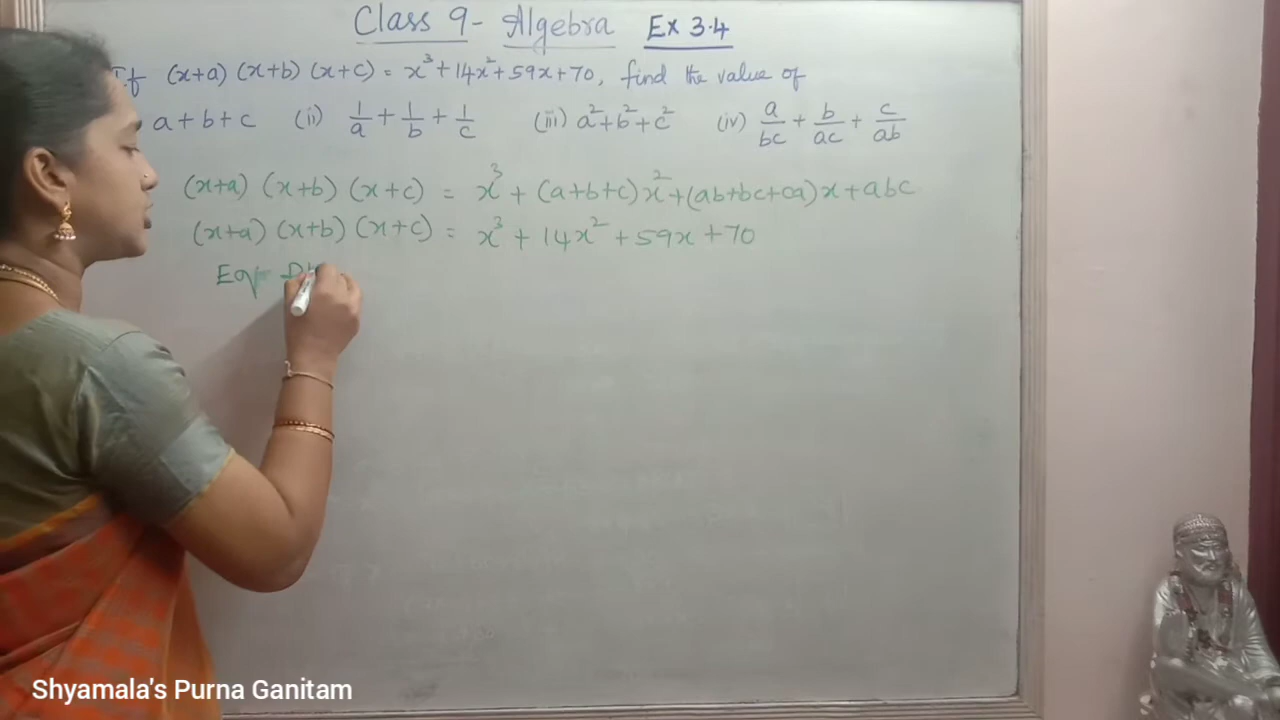 Class 9 - Algebra Ex 3.4
If (x+a) (x+b) (x+c) = x³ + 14x² + 59x + 70, find the value of
a + b + c (ii) 1/a + 1/b + 1/c (iii) a² + b² + c² (iv) a/bc + b/ac + c/ab
(x+a) (x+b) (x+c) = x³ + (a+b+c)x² + (ab+bc+ca)x + abc
(x+a) (x+b) (x+c) = x³ + 14x² + 59x + 70
Eq
Shyamala's Purna Ganitam